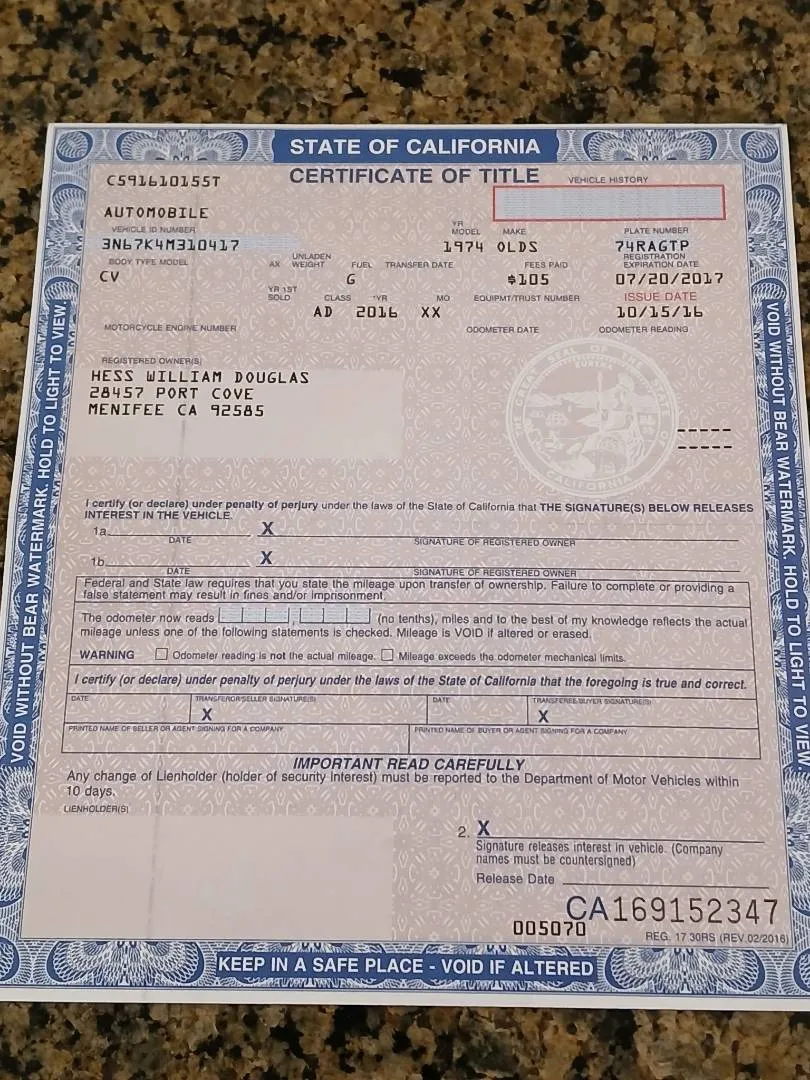 STATE OF CALIFORNIA
CERTIFICATE OF TITLE
C591610155T
VEHICLE HISTORY
AUTOMOBILE
VEHICLE ID NUMBER YR MODEL MAKE PLATE NUMBER
3N67K4M310417 1974 OLDS 74RAGTP
BODY TYPE MODEL AX UNLADEN WEIGHT FUEL TRANSFER DATE FEES PAID REGISTRATION EXPIRATION DATE
CV G $105 07/20/2017
YR 1ST SOLD CLASS *YR MO EQUIPMT/TRUST NUMBER ISSUE DATE
AD 2016 XX 10/15/16
MOTORCYCLE ENGINE NUMBER ODOMETER DATE ODOMETER READING
REGISTERED OWNER(S)
HESS WILLIAM DOUGLAS
28457 PORT COVE
MENIFEE CA 92585
-----
-----
I certify (or declare) under penalty of perjury under the laws of the State of California that THE SIGNATURE(S) BELOW RELEASES
INTEREST IN THE VEHICLE.
1a. X
DATE SIGNATURE OF REGISTERED OWNER
1b. X
DATE SIGNATURE OF REGISTERED OWNER
Federal and State law requires that you state the mileage upon transfer of ownership. Failure to complete or providing a
false statement may result in fines and/or imprisonment.
The odometer now reads , (no tenths), miles and to the best of my knowledge reflects the actual
mileage unless one of the following statements is checked. Mileage is VOID if altered or erased.
WARNING Odometer reading is not the actual mileage. Mileage exceeds the odometer mechanical limits.
I certify (or declare) under penalty of perjury under the laws of the State of California that the foregoing is true and correct.
DATE TRANSFEROR/SELLER SIGNATURE(S) DATE TRANSFEREE/BUYER SIGNATURE(S)
X X
PRINTED NAME OF SELLER OR AGENT SIGNING FOR A COMPANY PRINTED NAME OF BUYER OR AGENT SIGNING FOR A COMPANY
IMPORTANT READ CAREFULLY
Any change of Lienholder (holder of security interest) must be reported to the Department of Motor Vehicles within
10 days.
LIENHOLDER(S)
2. X
Signature releases interest in vehicle. (Company
names must be countersigned)
Release Date
CA169152347
005070
REG. 17.30RS (REV.02/2016)
KEEP IN A SAFE PLACE - VOID IF ALTERED
VOID WITHOUT BEAR WATERMARK. HOLD TO LIGHT TO VIEW.
VOID WITHOUT BEAR WATERMARK. HOLD TO LIGHT TO VIEW